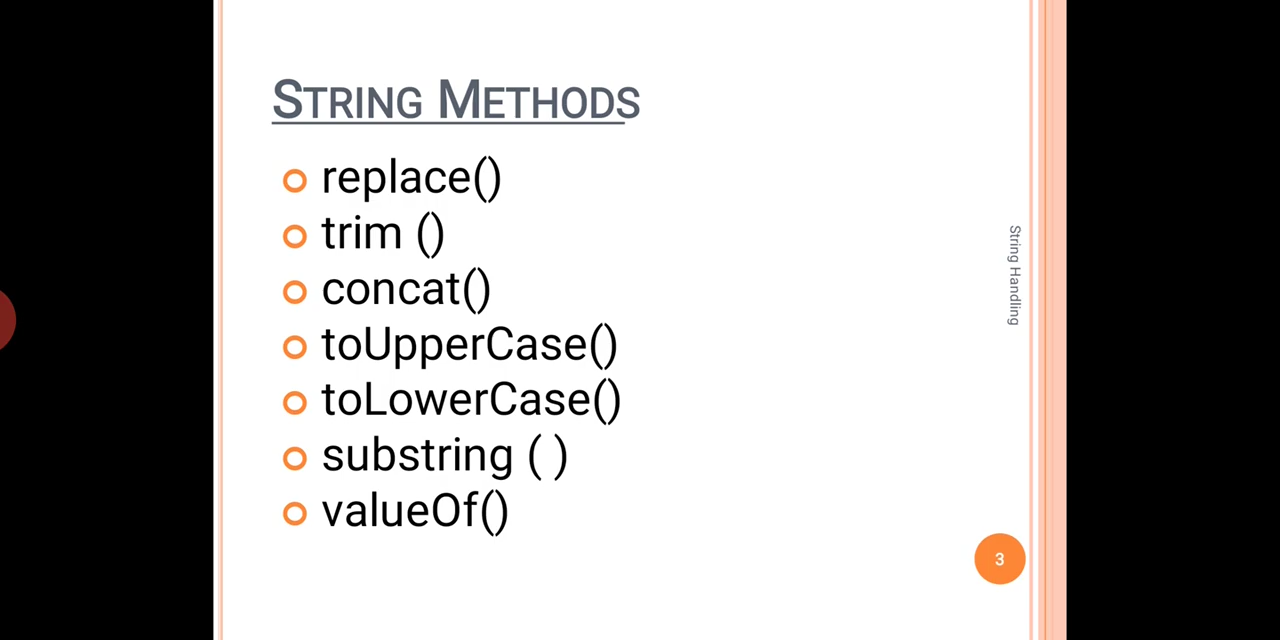 STRING METHODS
replace()
trim ()
concat()
toUpperCase()
toLowerCase()
substring ( )
valueOf()
String Handling
3